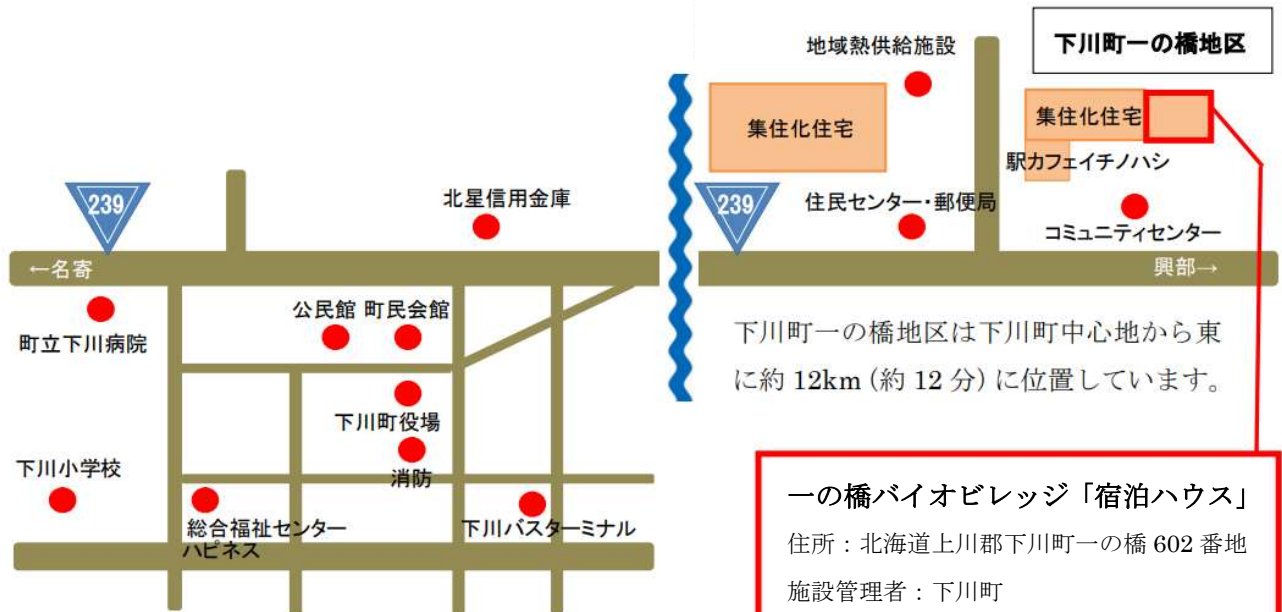 239
北星信用金庫
←名寄
町立下川病院
公民館
町民会館
下川町役場
消防
下川小学校
総合福祉センター
ハピネス
下川バスターミナル
下川町一の橋地区
地域熱供給施設
集住化住宅
集住化住宅
駅カフェイチノハシ
239
住民センター・郵便局
コミュニティセンター
興部→
下川町一の橋地区は下川町中心地から東
に約 12km (約 12 分) に位置しています。
一の橋バイオビレッジ「宿泊ハウス」
住所：北海道上川郡下川町一の橋 602 番地
施設管理者：下川町